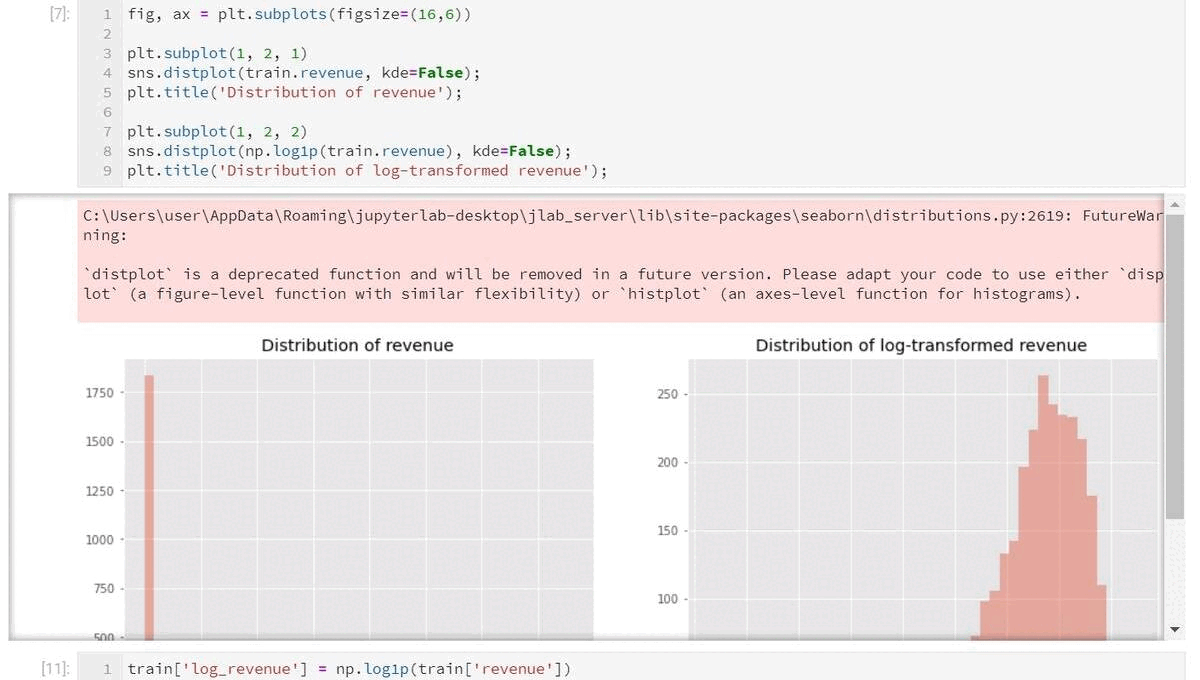 [7]:
1 fig, ax = plt.subplots(figsize=(16,6))
2
3 plt.subplot(1, 2, 1)
4 sns.distplot(train.revenue, kde=False);
5 plt.title('Distribution of revenue');
6
7 plt.subplot(1, 2, 2)
8 sns.distplot(np.log1p(train.revenue), kde=False);
9 plt.title('Distribution of log-transformed revenue');
C:\Users\user\AppData\Roaming\jupyterlab-desktop\jlab_server\lib\site-packages\seaborn\distributions.py:2619: FutureWar
ning:
`distplot` is a deprecated function and will be removed in a future version. Please adapt your code to use either `disp
lot` (a figure-level function with similar flexibility) or `histplot` (an axes-level function for histograms).
Distribution of revenue
1750
1500
1250
1000
750
500
Distribution of log-transformed revenue
250
200
150
100
[11]:
1 train['log_revenue'] = np.log1p(train['revenue'])